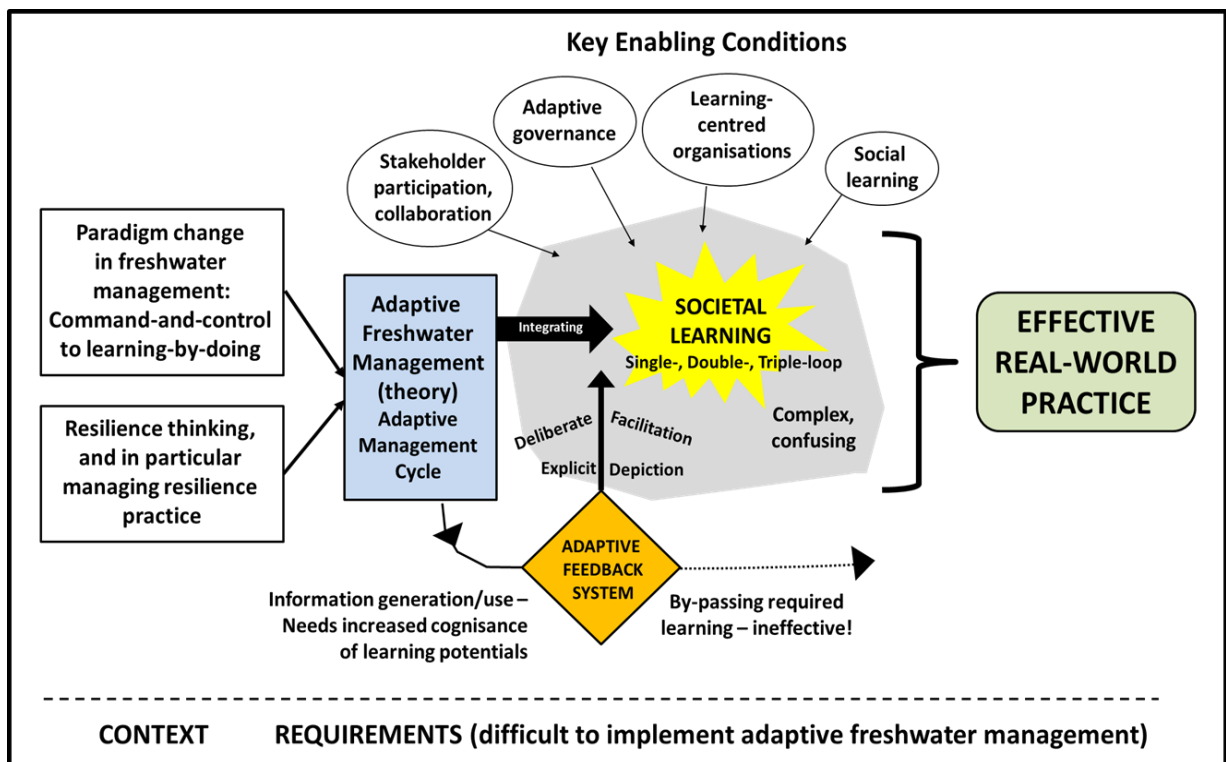 Key Enabling Conditions
Stakeholder
participation,
collaboration
Adaptive
governance
Learning-
centred
organisations
Social
learning
Paradigm change
in freshwater
management:
Command-and-control
to learning-by-doing
Resilience thinking,
and in particular
managing resilience
practice
Adaptive
Freshwater
Management
(theory)
Adaptive
Management
Cycle
Integrating
SOCIETAL
LEARNING
Single-, Double-, Triple-loop
Complex,
confusing
Deliberate Facilitation
Explicit Depiction
EFFECTIVE
REAL-WORLD
PRACTICE
ADAPTIVE
FEEDBACK
SYSTEM
Information generation/use –
Needs increased cognisance
of learning potentials
By-passing required
learning – ineffective!
CONTEXT REQUIREMENTS (difficult to implement adaptive freshwater management)